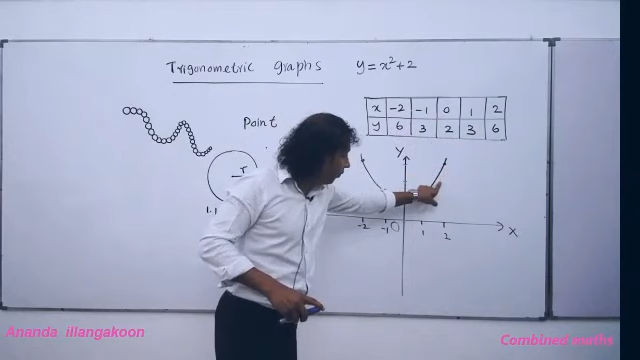 Trigonometric graphs y = x² + 2
x -2 -1 0 1 2
y 6 3 2 3 6
Point
r
Y
-2 -1 O 1 2 X
Ananda illangakoon
Combined maths